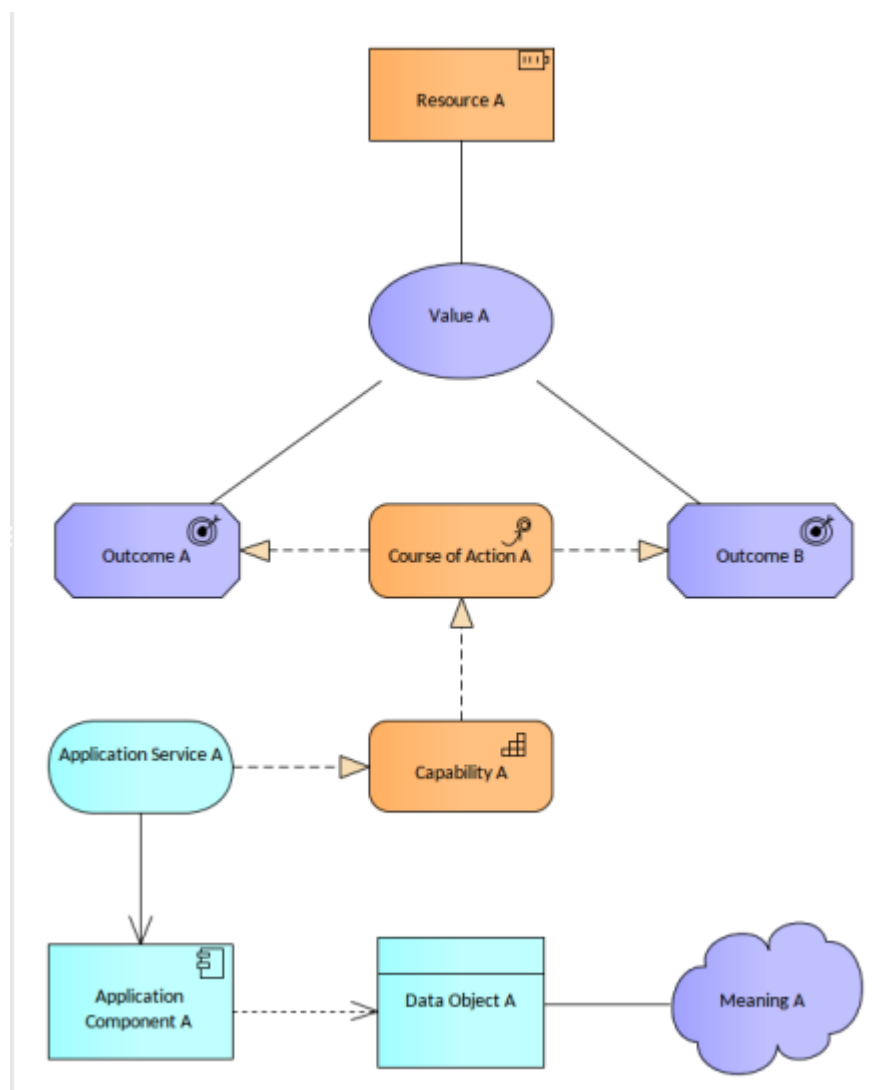 Resource A
Value A
Outcome A
Course of Action A
Outcome B
Application Service A
Capability A
Application
Component A
Data Object A
Meaning A